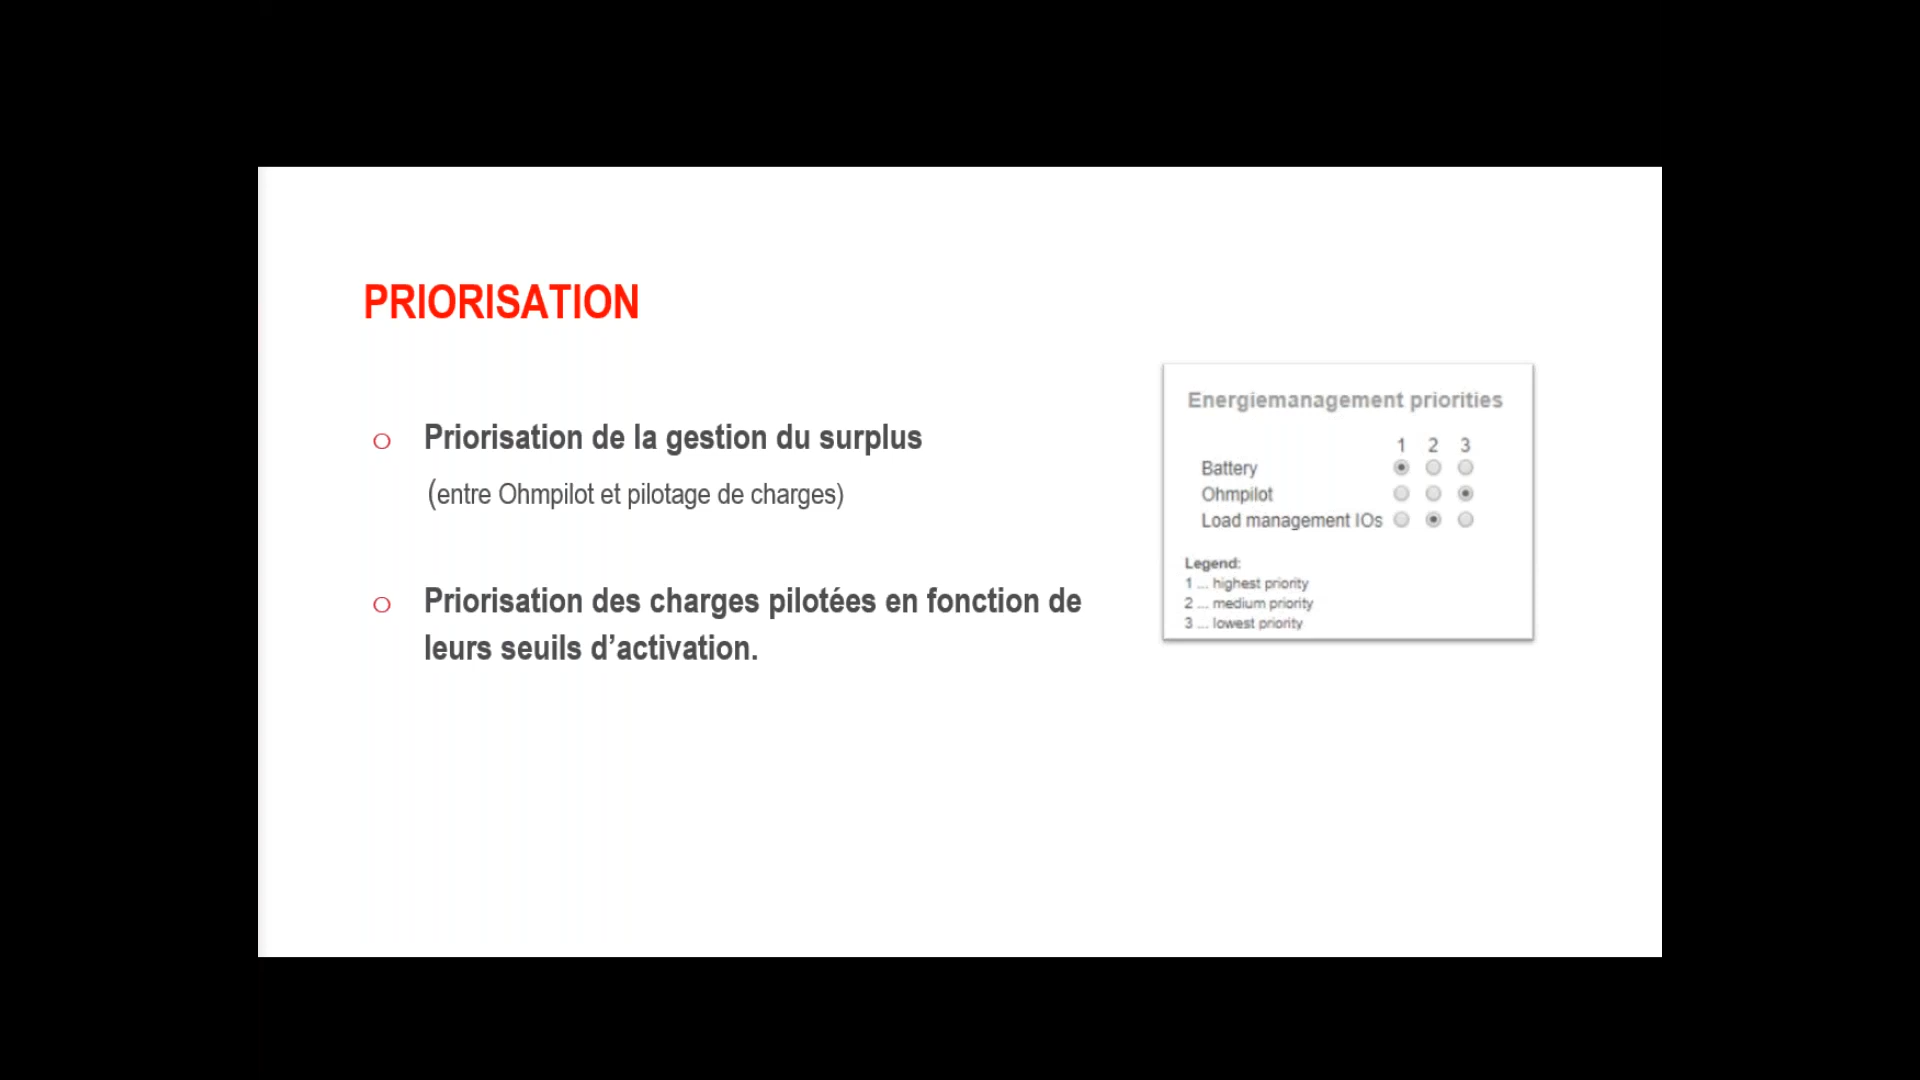 PRIORISATION
o Priorisation de la gestion du surplus
(entre Ohmpilot et pilotage de charges)
o Priorisation des charges pilotées en fonction de
leurs seuils d’activation.
Energiemanagement priorities
1 2 3
Battery
Ohmpilot
Load management IOs
Legend:
1 ... highest priority
2 ... medium priority
3 ... lowest priority